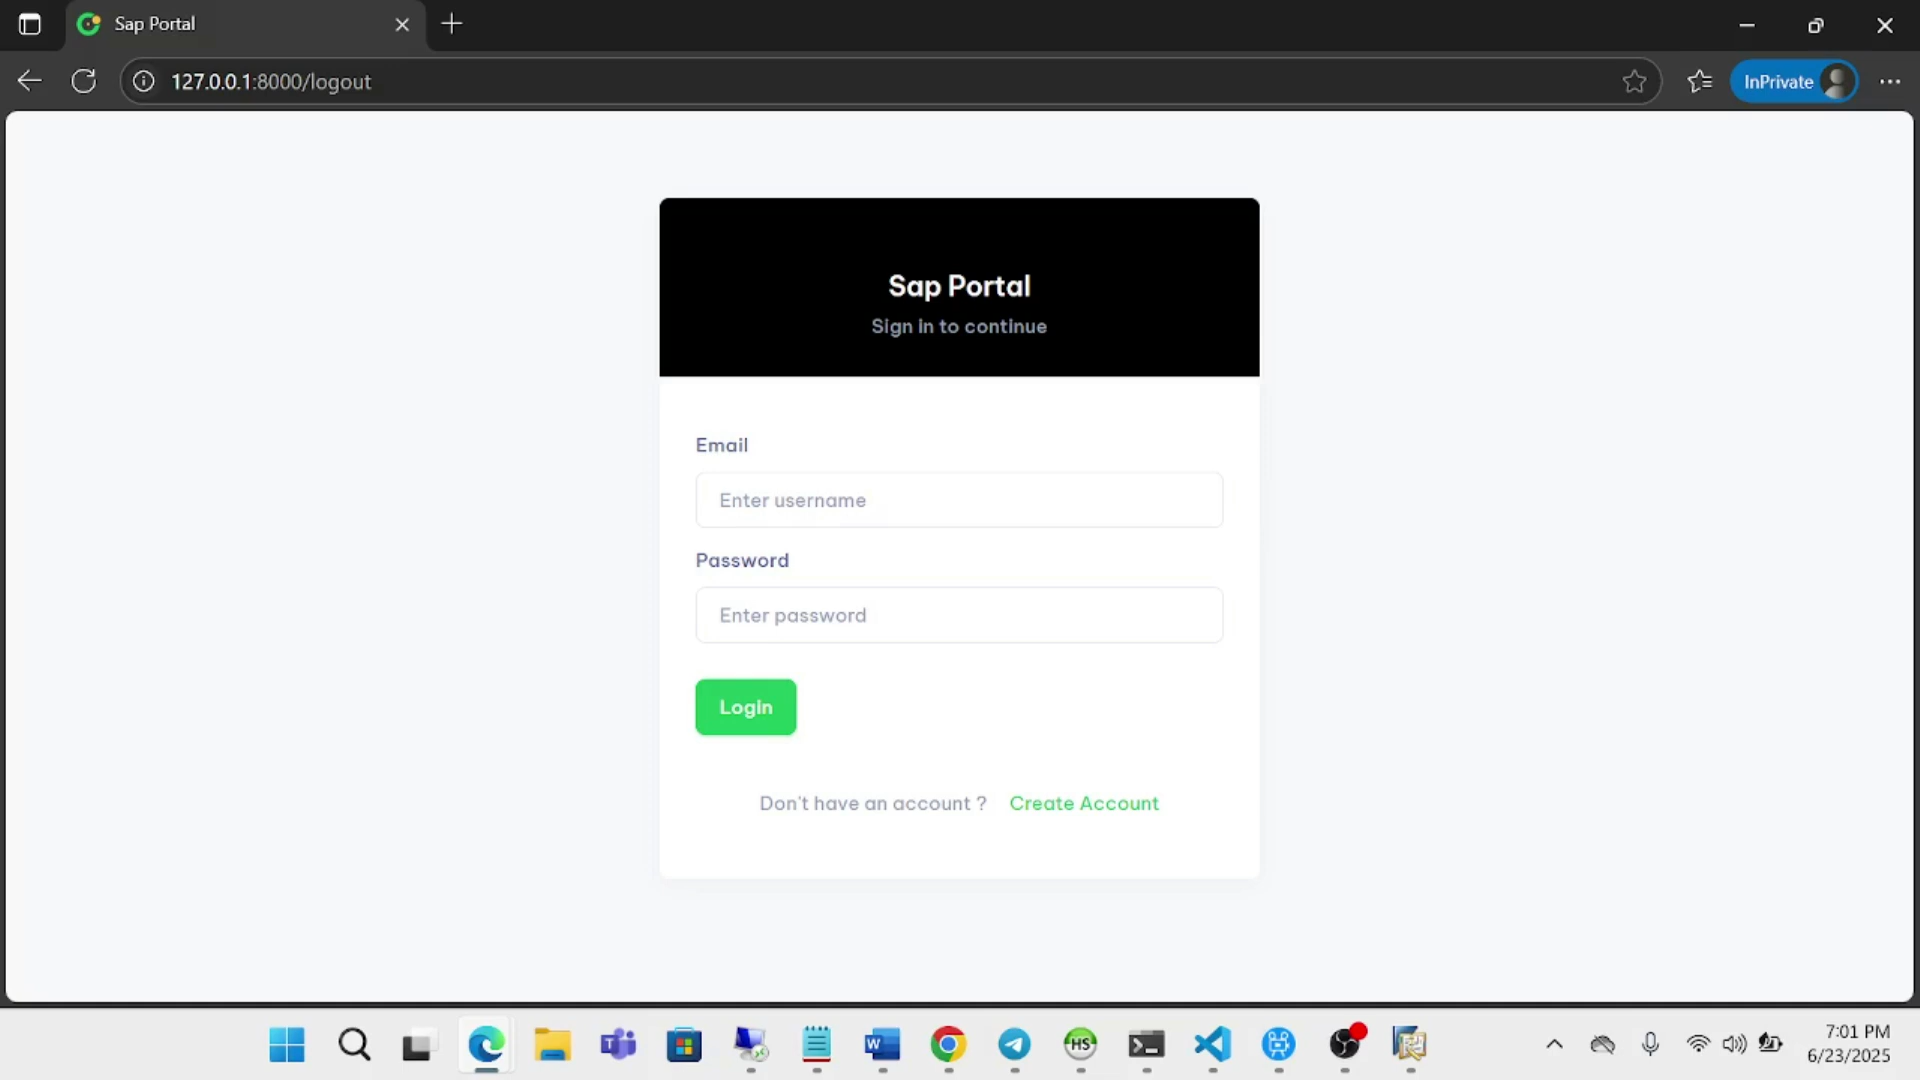 Sap Portal
127.0.0.1:8000/logout
InPrivate
Sap Portal
Sign in to continue
Email
Enter username
Password
Enter password
Login
Don't have an account ? Create Account
HS
7:01 PM
6/23/2025